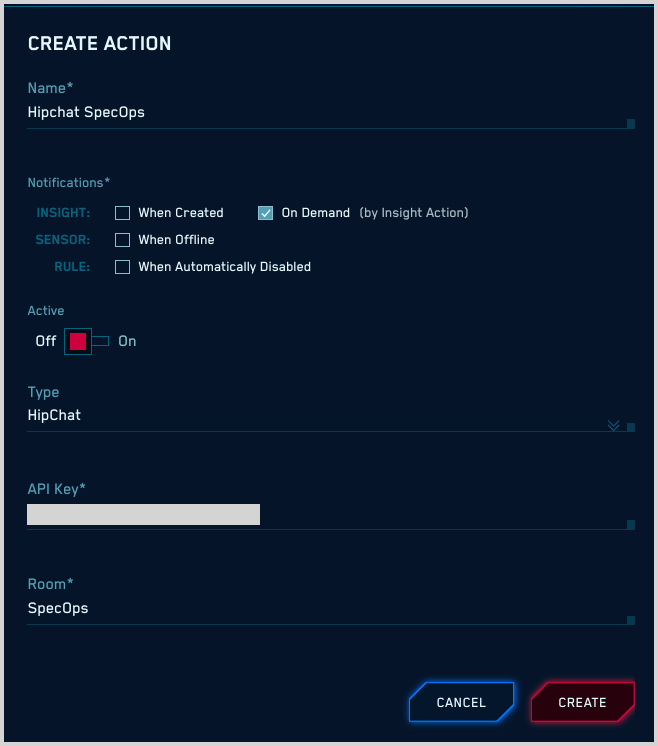 CREATE ACTION
Name*
Hipchat SpecOps
Notifications*
INSIGHT: When Created On Demand (by Insight Action)
SENSOR: When Offline
RULE: When Automatically Disabled
Active
Off On
Type
HipChat
API Key*
Room*
SpecOps
CANCEL CREATE